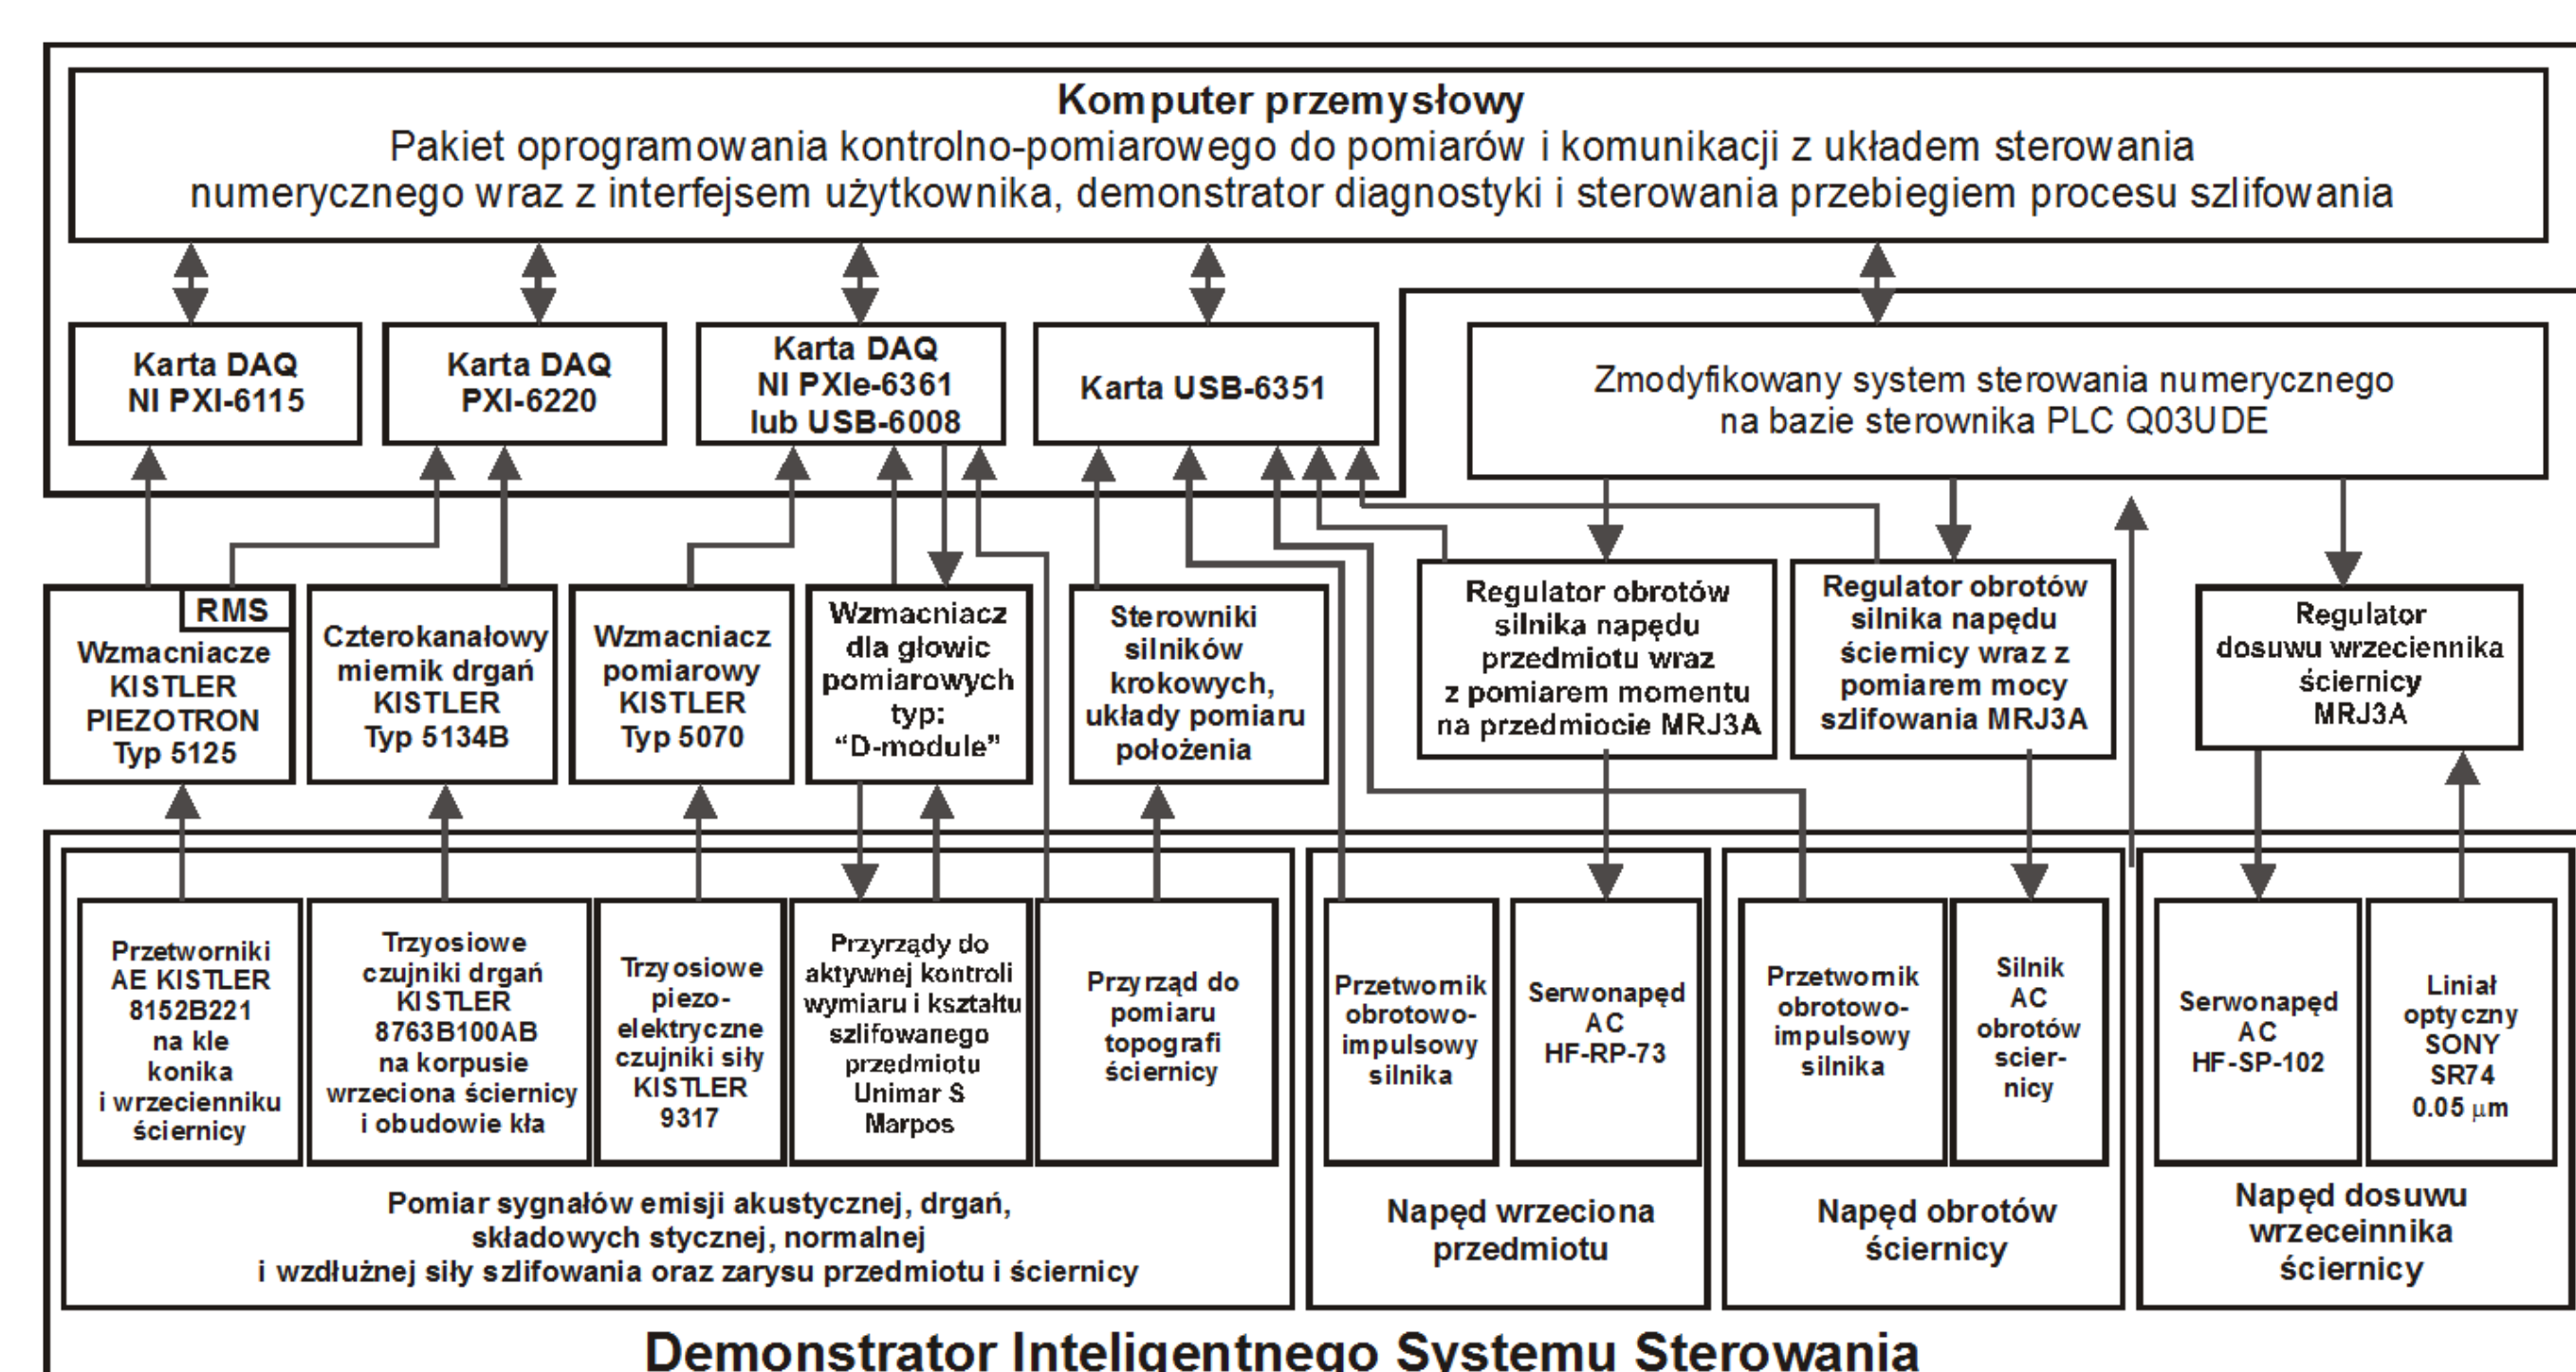 Komputer przemysłowy
Pakiet oprogramowania kontrolno-pomiarowego do pomiarów i komunikacji z układem sterowania
numerycznego wraz z interfejsem użytkownika, demonstrator diagnostyki i sterowania przebiegiem procesu szlifowania
Karta DAQ
NI PXI-6115
Karta DAQ
PXI-6220
Karta DAQ
NI PXIe-6361
lub USB-6008
Karta USB-6351
Zmodyfikowany system sterowania numerycznego
na bazie sterownika PLC Q03UDE
RMS
Wzmacniacze
KISTLER
PIEZOTRON
Typ 5125
Czterokanałowy
miernik drgań
KISTLER
Typ 5134B
Wzmacniacz
pomiarowy
KISTLER
Typ 5070
Wzmacniacz
dla głowic
pomiarowych
typ:
“D-module”
Sterowniki
silników
krokowych,
układy pomiaru
położenia
Regulator obrotów
silnika napędu
przedmiotu wraz
z pomiarem momentu
na przedmiocie MRJ3A
Regulator obrotów
silnika napędu
ściernicy wraz z
pomiarem mocy
szlifowania MRJ3A
Regulator
dosuwu wrzeciennika
ściernicy
MRJ3A
Przetworniki
AE KISTLER
8152B221
na kle
konika
i wrzecienniku
ściernicy
Trzyosiowe
czujniki drgań
KISTLER
8763B100AB
na korpusie
wrzeciona ściernicy
i obudowie kła
Trzyosiowe
piezo-
elektryczne
czujniki siły
KISTLER
9317
Przyrządy do
aktywnej kontroli
wymiaru i kształtu
szlifowanego
przedmiotu
Unimar S
Marpos
Przyrząd do
pomiaru
topografi
ściernicy
Przetwornik
obrotowo-
impulsowy
silnika
Serwonapęd
AC
HF-RP-73
Przetwornik
obrotowo-
impulsowy
silnika
Silnik
AC
obrotów
scier-
nicy
Serwonapęd
AC
HF-SP-102
Liniał
optyczny
SONY
SR74
0.05 µm
Pomiar sygnałów emisji akustycznej, drgań,
składowych stycznej, normalnej
i wzdłużnej siły szlifowania oraz zarysu przedmiotu i ściernicy
Napęd wrzeciona
przedmiotu
Napęd obrotów
ściernicy
Napęd dosuwu
wrzeceinnika
ściernicy
Demonstrator Inteligentnego Systemu Sterowania